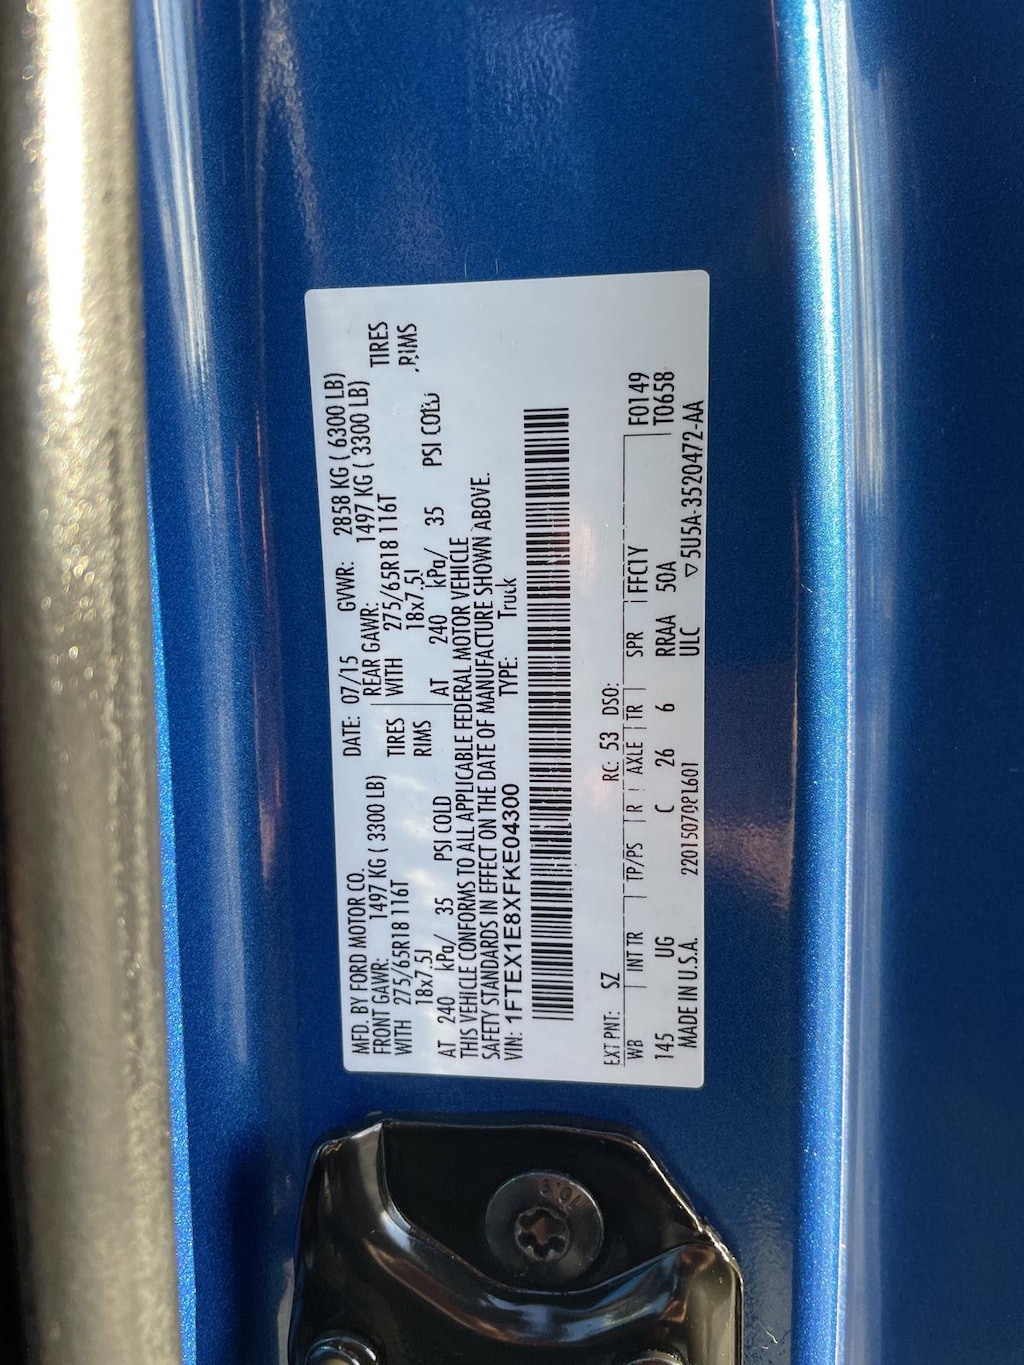 MFD. BY FORD MOTOR CO. DATE: 07/15 GVWR: 2858 KG ( 6300 LB)
FRONT GAWR: 1497 KG ( 3300 LB) REAR GAWR: 1497 KG ( 3300 LB)
WITH 275/65R18 116T TIRES WITH 275/65R18 116T TIRES
18x7.5J RIMS 18x7.5J RIMS
AT 240 kPa/ 35 PSI COLD AT 240 kPa/ 35 PSI COLD
THIS VEHICLE CONFORMS TO ALL APPLICABLE FEDERAL MOTOR VEHICLE
SAFETY STANDARDS IN EFFECT ON THE DATE OF MANUFACTURE SHOWN ABOVE.
VIN: 1FTEX1E8XFKE04300 TYPE: Truck
EXT PNT: SZ RC: 53 DSO:
WB INT TR TP/PS R AXLE TR SPR FFCTY F0149
145 UG C 26 6 RRAA 50A T0658
MADE IN U.S.A. 22015070P1601 ULC ▽5U5A-3520472-AA